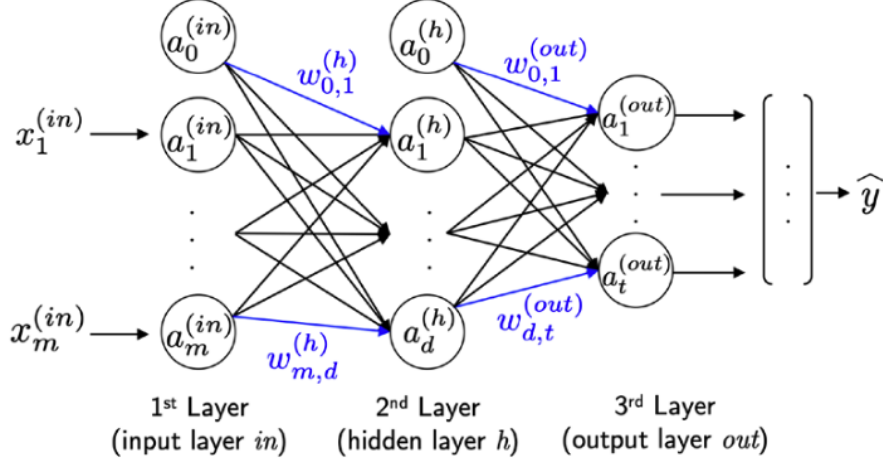 a_0^{(in)} a_0^{(h)}
w_{0,1}^{(h)} w_{0,1}^{(out)}
x_1^{(in)} a_1^{(in)} a_1^{(h)} a_1^{(out)}
ŷ
x_m^{(in)} a_m^{(in)} a_d^{(h)} a_t^{(out)}
w_{m,d}^{(h)} w_{d,t}^{(out)}
1st Layer
(input layer in)
2nd Layer
(hidden layer h)
3rd Layer
(output layer out)